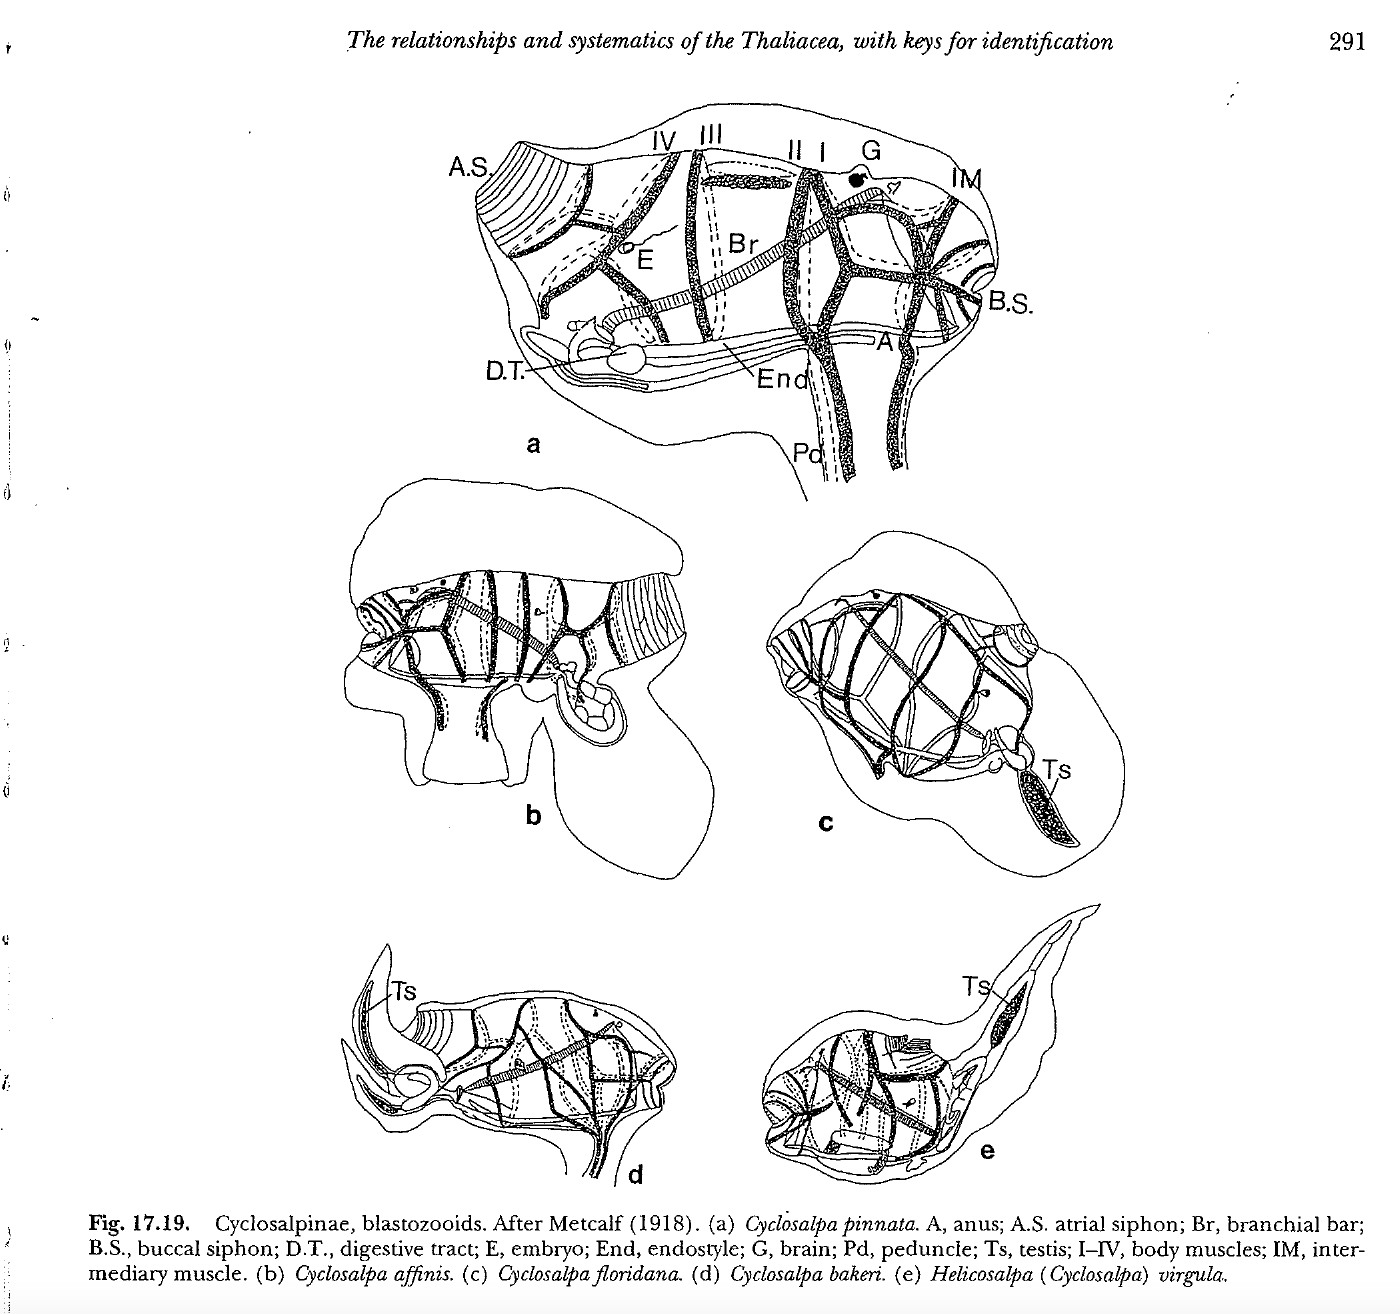 The relationships and systematics of the Thaliacea, with keys for identification 291
IV III
II I G
A.S.
IM
Br
E
B.S.
A
D.T.
End
a
Pd
b
Ts
c
Ts
Ts
d
e
Fig. 17.19. Cyclosalpinae, blastozooids. After Metcalf (1918). (a) Cyclosalpa pinnata. A, anus; A.S. atrial siphon; Br, branchial bar;
B.S., buccal siphon; D.T., digestive tract; E, embryo; End, endostyle; G, brain; Pd, peduncle; Ts, testis; I–IV, body muscles; IM, inter-
mediary muscle. (b) Cyclosalpa affinis. (c) Cyclosalpa floridana. (d) Cyclosalpa bakeri. (e) Helicosalpa (Cyclosalpa) virgula.